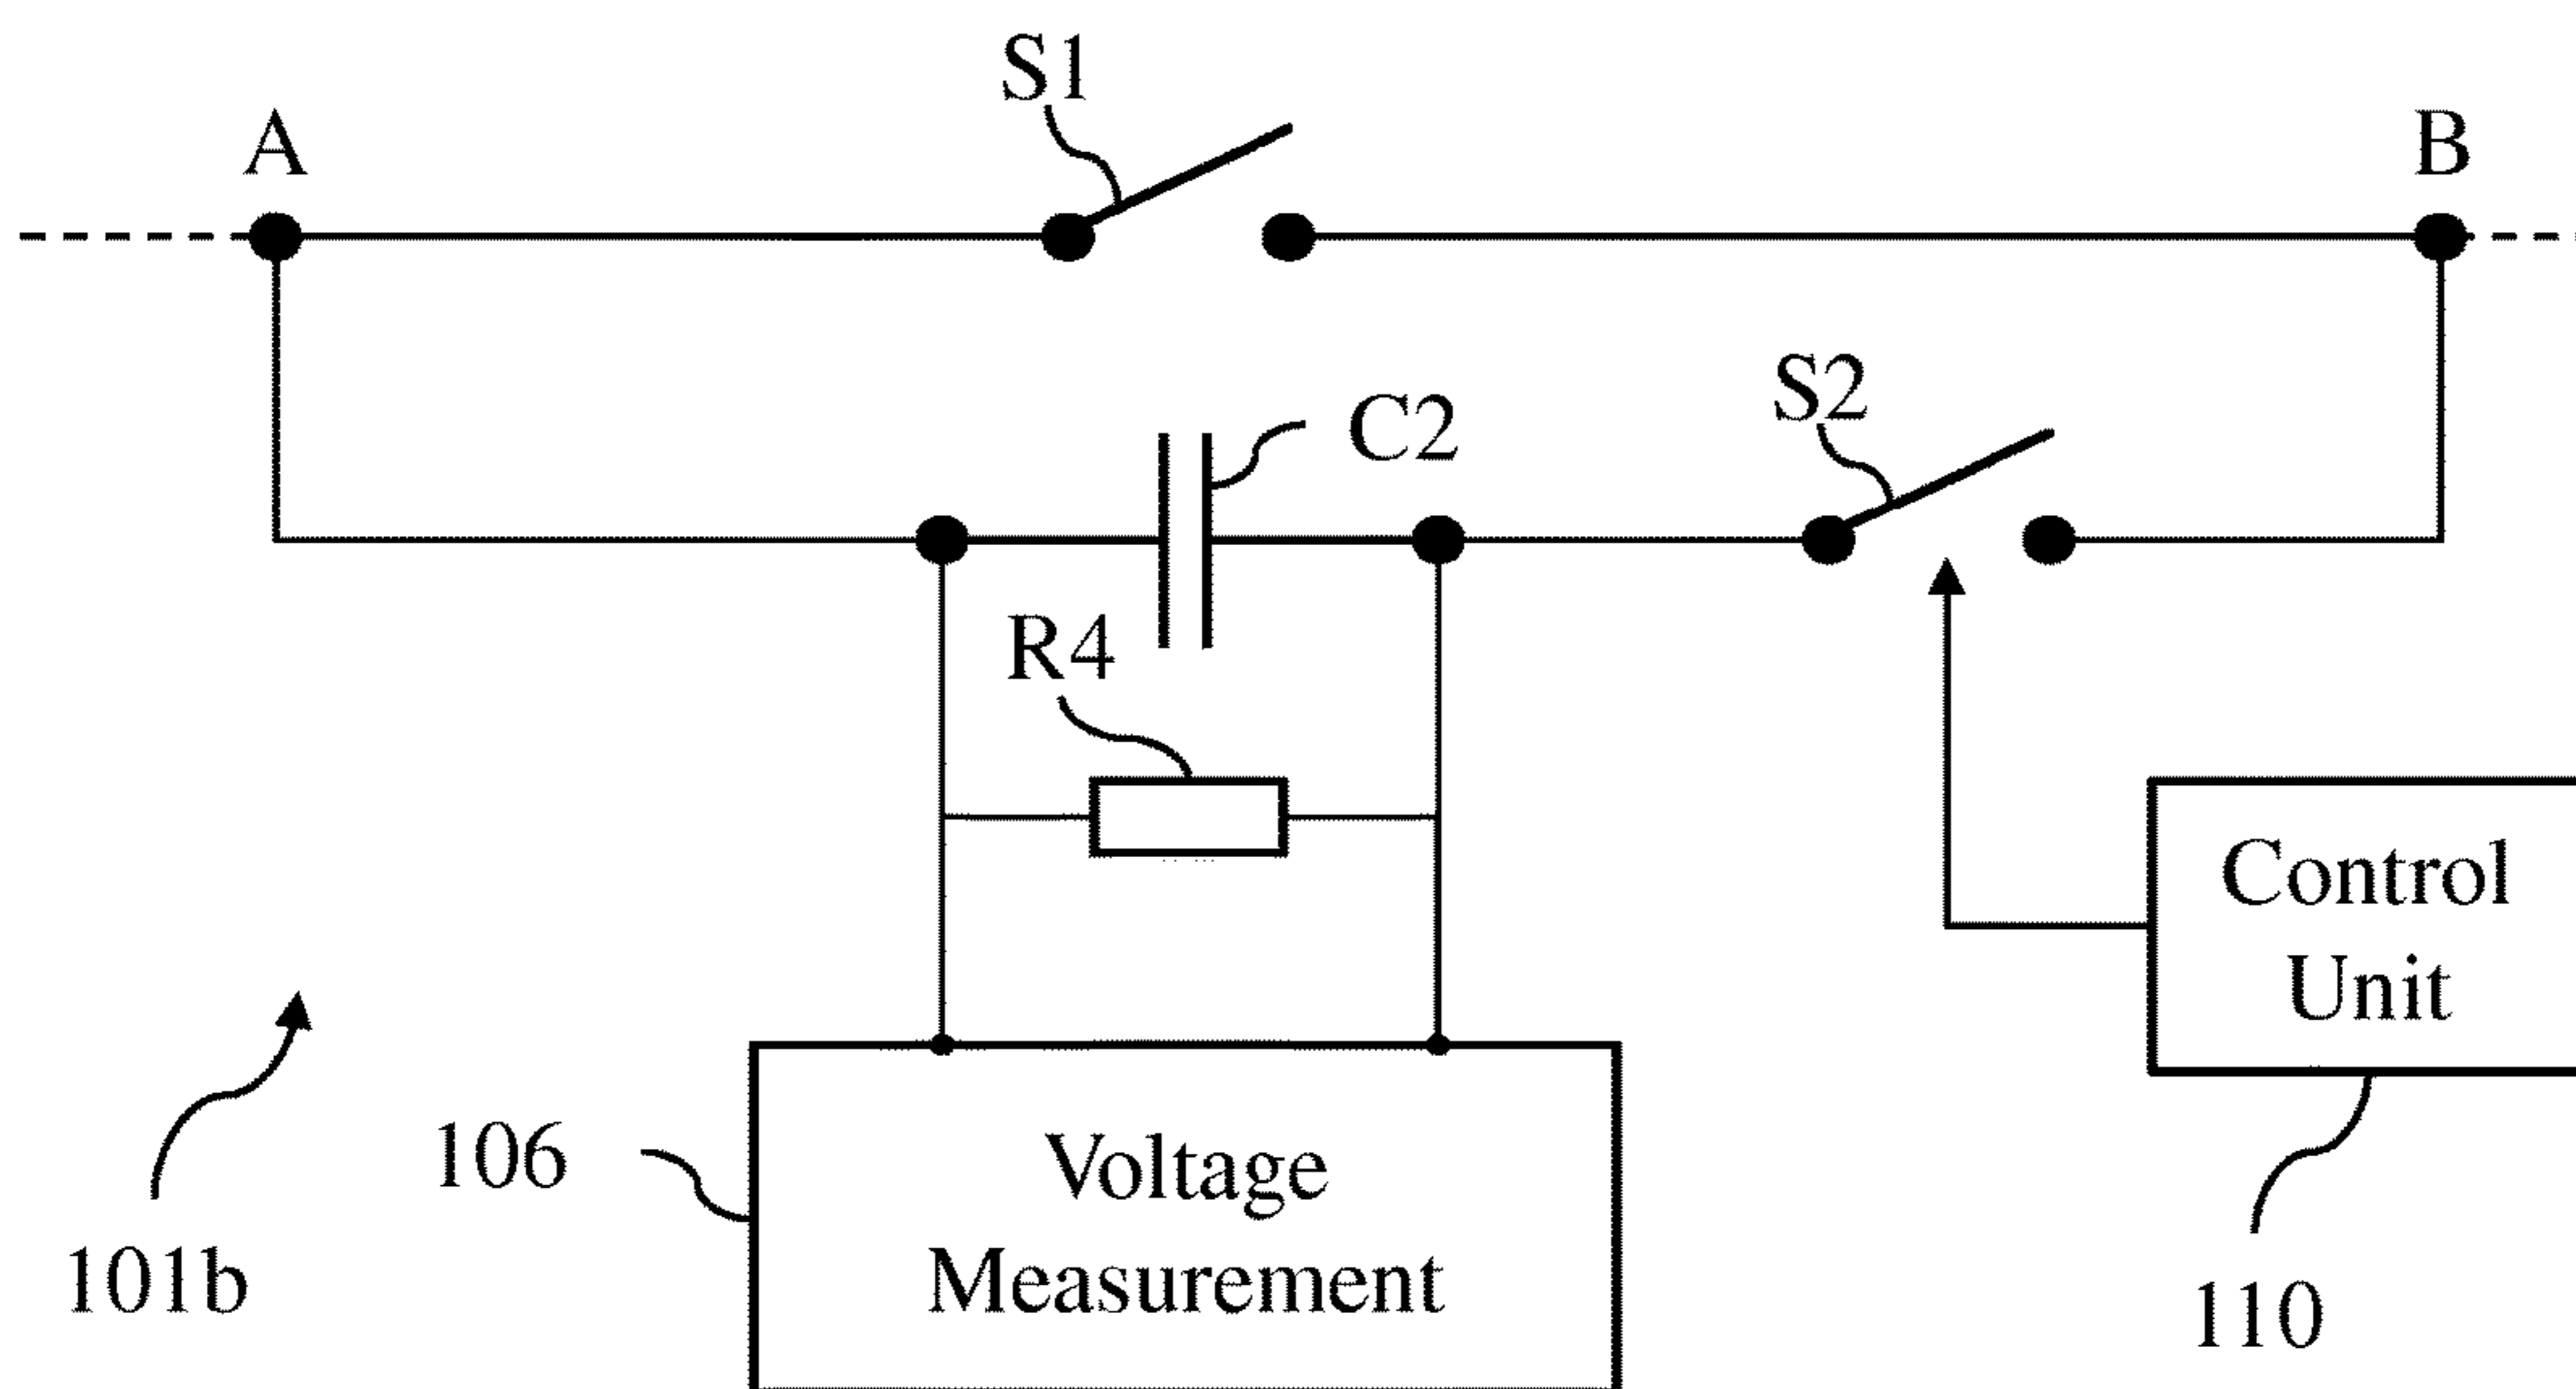 S1
A
B
S2
C2
R4
Control
Unit
106
Voltage
Measurement
101b
110